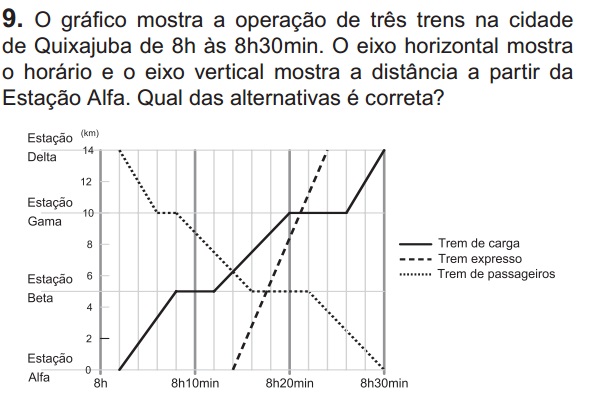 9. O gráfico mostra a operação de três trens na cidade
de Quixajuba de 8h às 8h30min. O eixo horizontal mostra
o horário e o eixo vertical mostra a distância a partir da
Estação Alfa. Qual das alternativas é correta?
Estação (km)
Delta 14
12
Estação
Gama 10
8
Estação 6
Beta
4
2
Estação
Alfa 0
8h 8h10min 8h20min 8h30min
Trem de carga
Trem expresso
Trem de passageiros